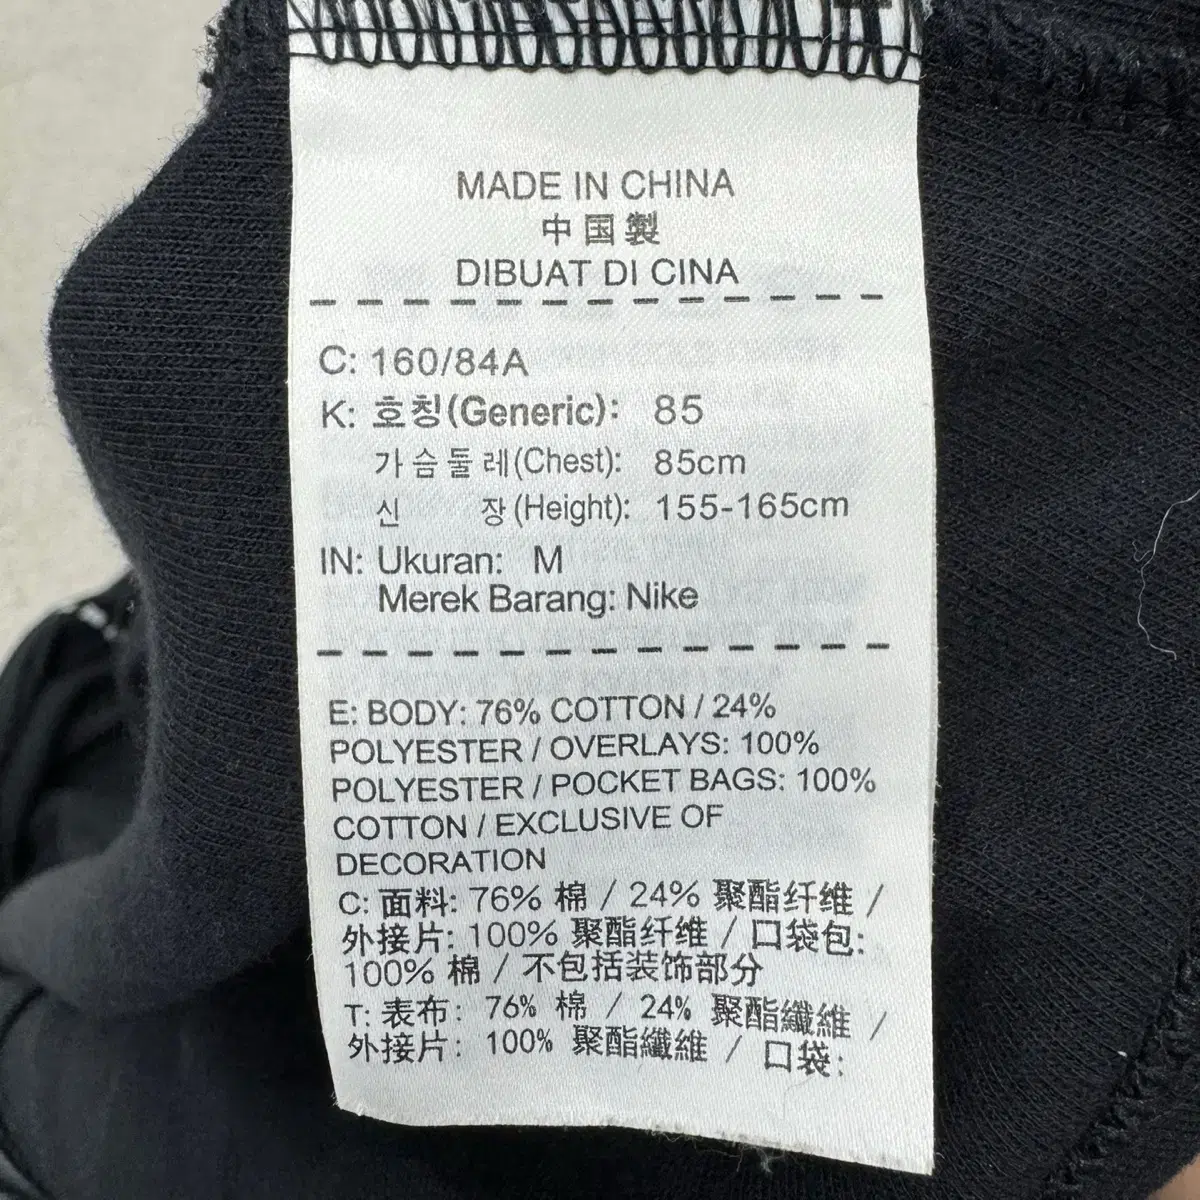 MADE IN CHINA
中国製
DIBUAT DI CINA
C: 160/84A
K: 호칭(Generic): 85
가슴둘레(Chest): 85cm
신 장(Height): 155-165cm
IN: Ukuran: M
Merek Barang: Nike
E: BODY: 76% COTTON / 24%
POLYESTER / OVERLAYS: 100%
POLYESTER / POCKET BAGS: 100%
COTTON / EXCLUSIVE OF
DECORATION
C: 面料: 76% 棉 / 24% 聚酯纤维 /
外接片: 100% 聚酯纤维 / 口袋包:
100% 棉 / 不包括装饰部分
T: 表布: 76% 棉 / 24% 聚酯纖維 /
外接片: 100% 聚酯纖維 / 口袋: